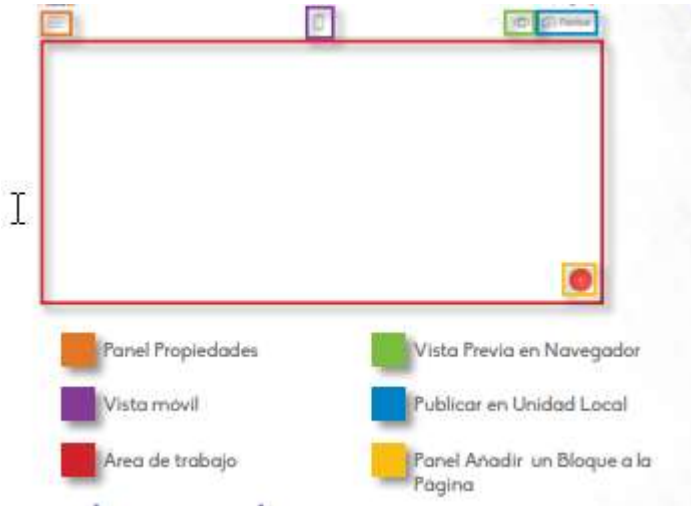 Panel Propiedades
Vista movil
Area de trabajo
Vista Previa en Navegador
Publicar en Unidad Local
Panel Anadir un Bloque a la
Página